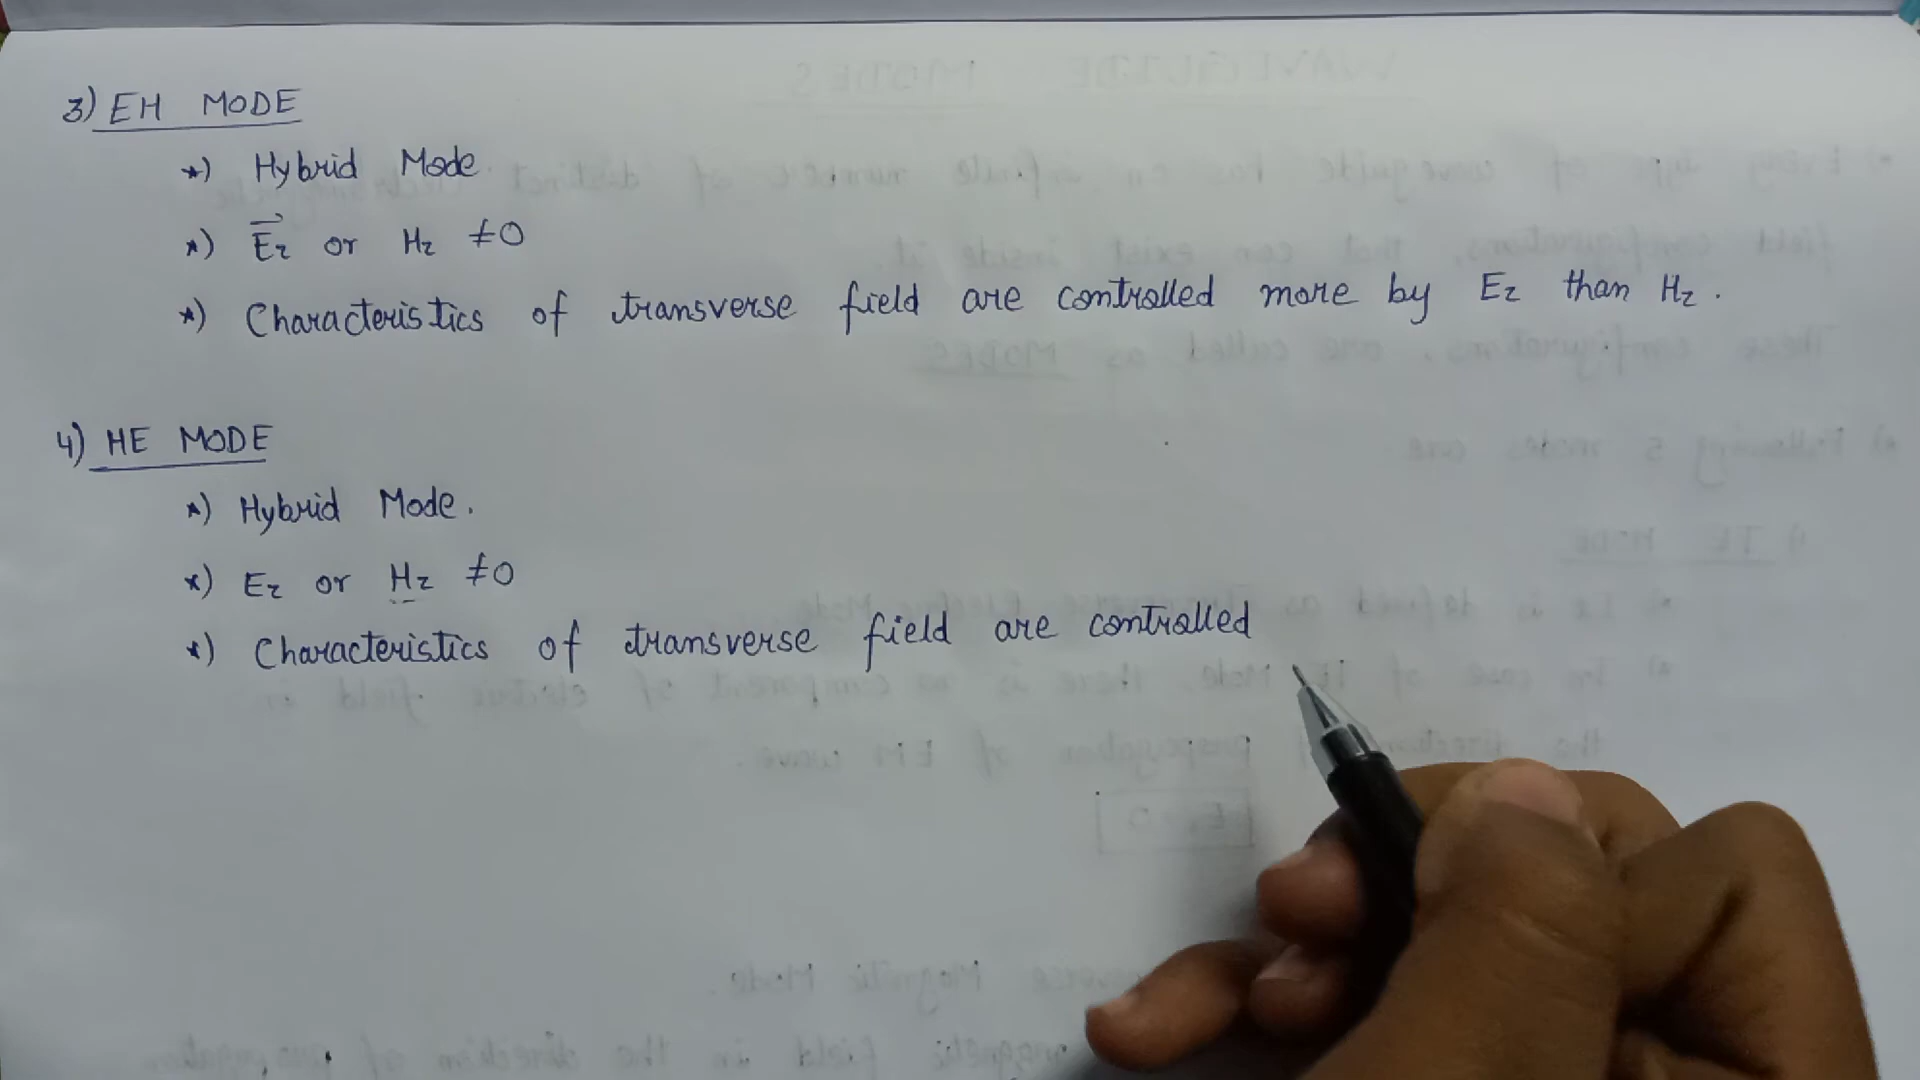 3) EH MODE
*) Hybrid Mode
*) E⃗z or Hz ≠0
*) Characteristics of transverse field are controlled more by Ez than Hz.
4) HE MODE
*) Hybrid Mode.
*) Ez or Hz ≠0
*) Characteristics of transverse field are controlled